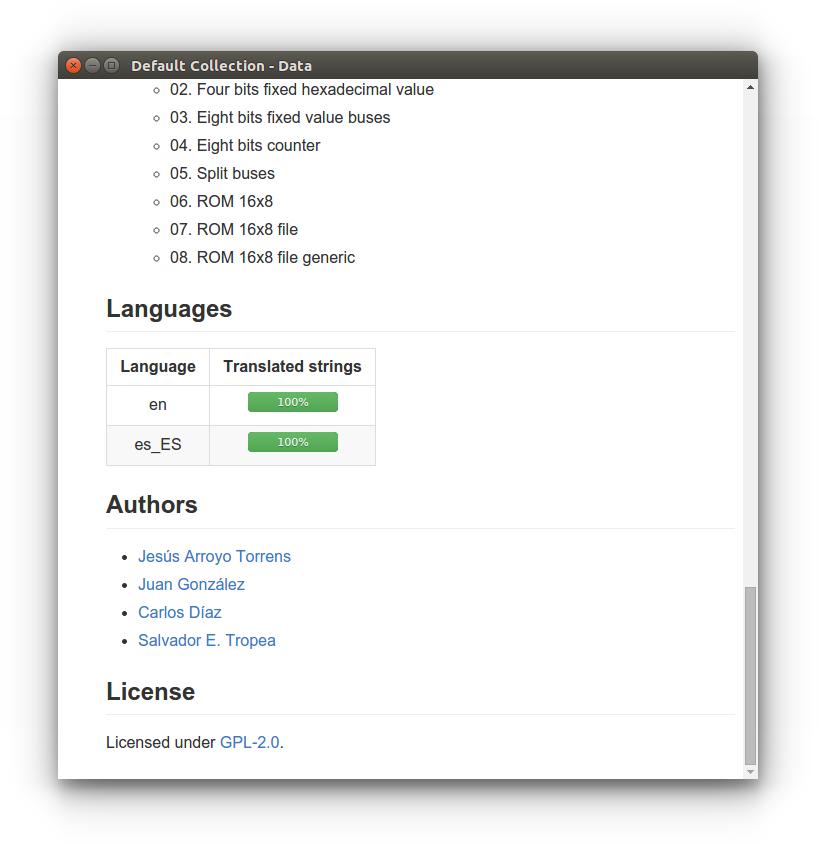 Default Collection - Data
02. Four bits fixed hexadecimal value
03. Eight bits fixed value buses
04. Eight bits counter
05. Split buses
06. ROM 16x8
07. ROM 16x8 file
08. ROM 16x8 file generic
Languages
Language Translated strings
en 100%
es_ES 100%
Authors
Jesús Arroyo Torrens
Juan González
Carlos Díaz
Salvador E. Tropea
License
Licensed under GPL-2.0.